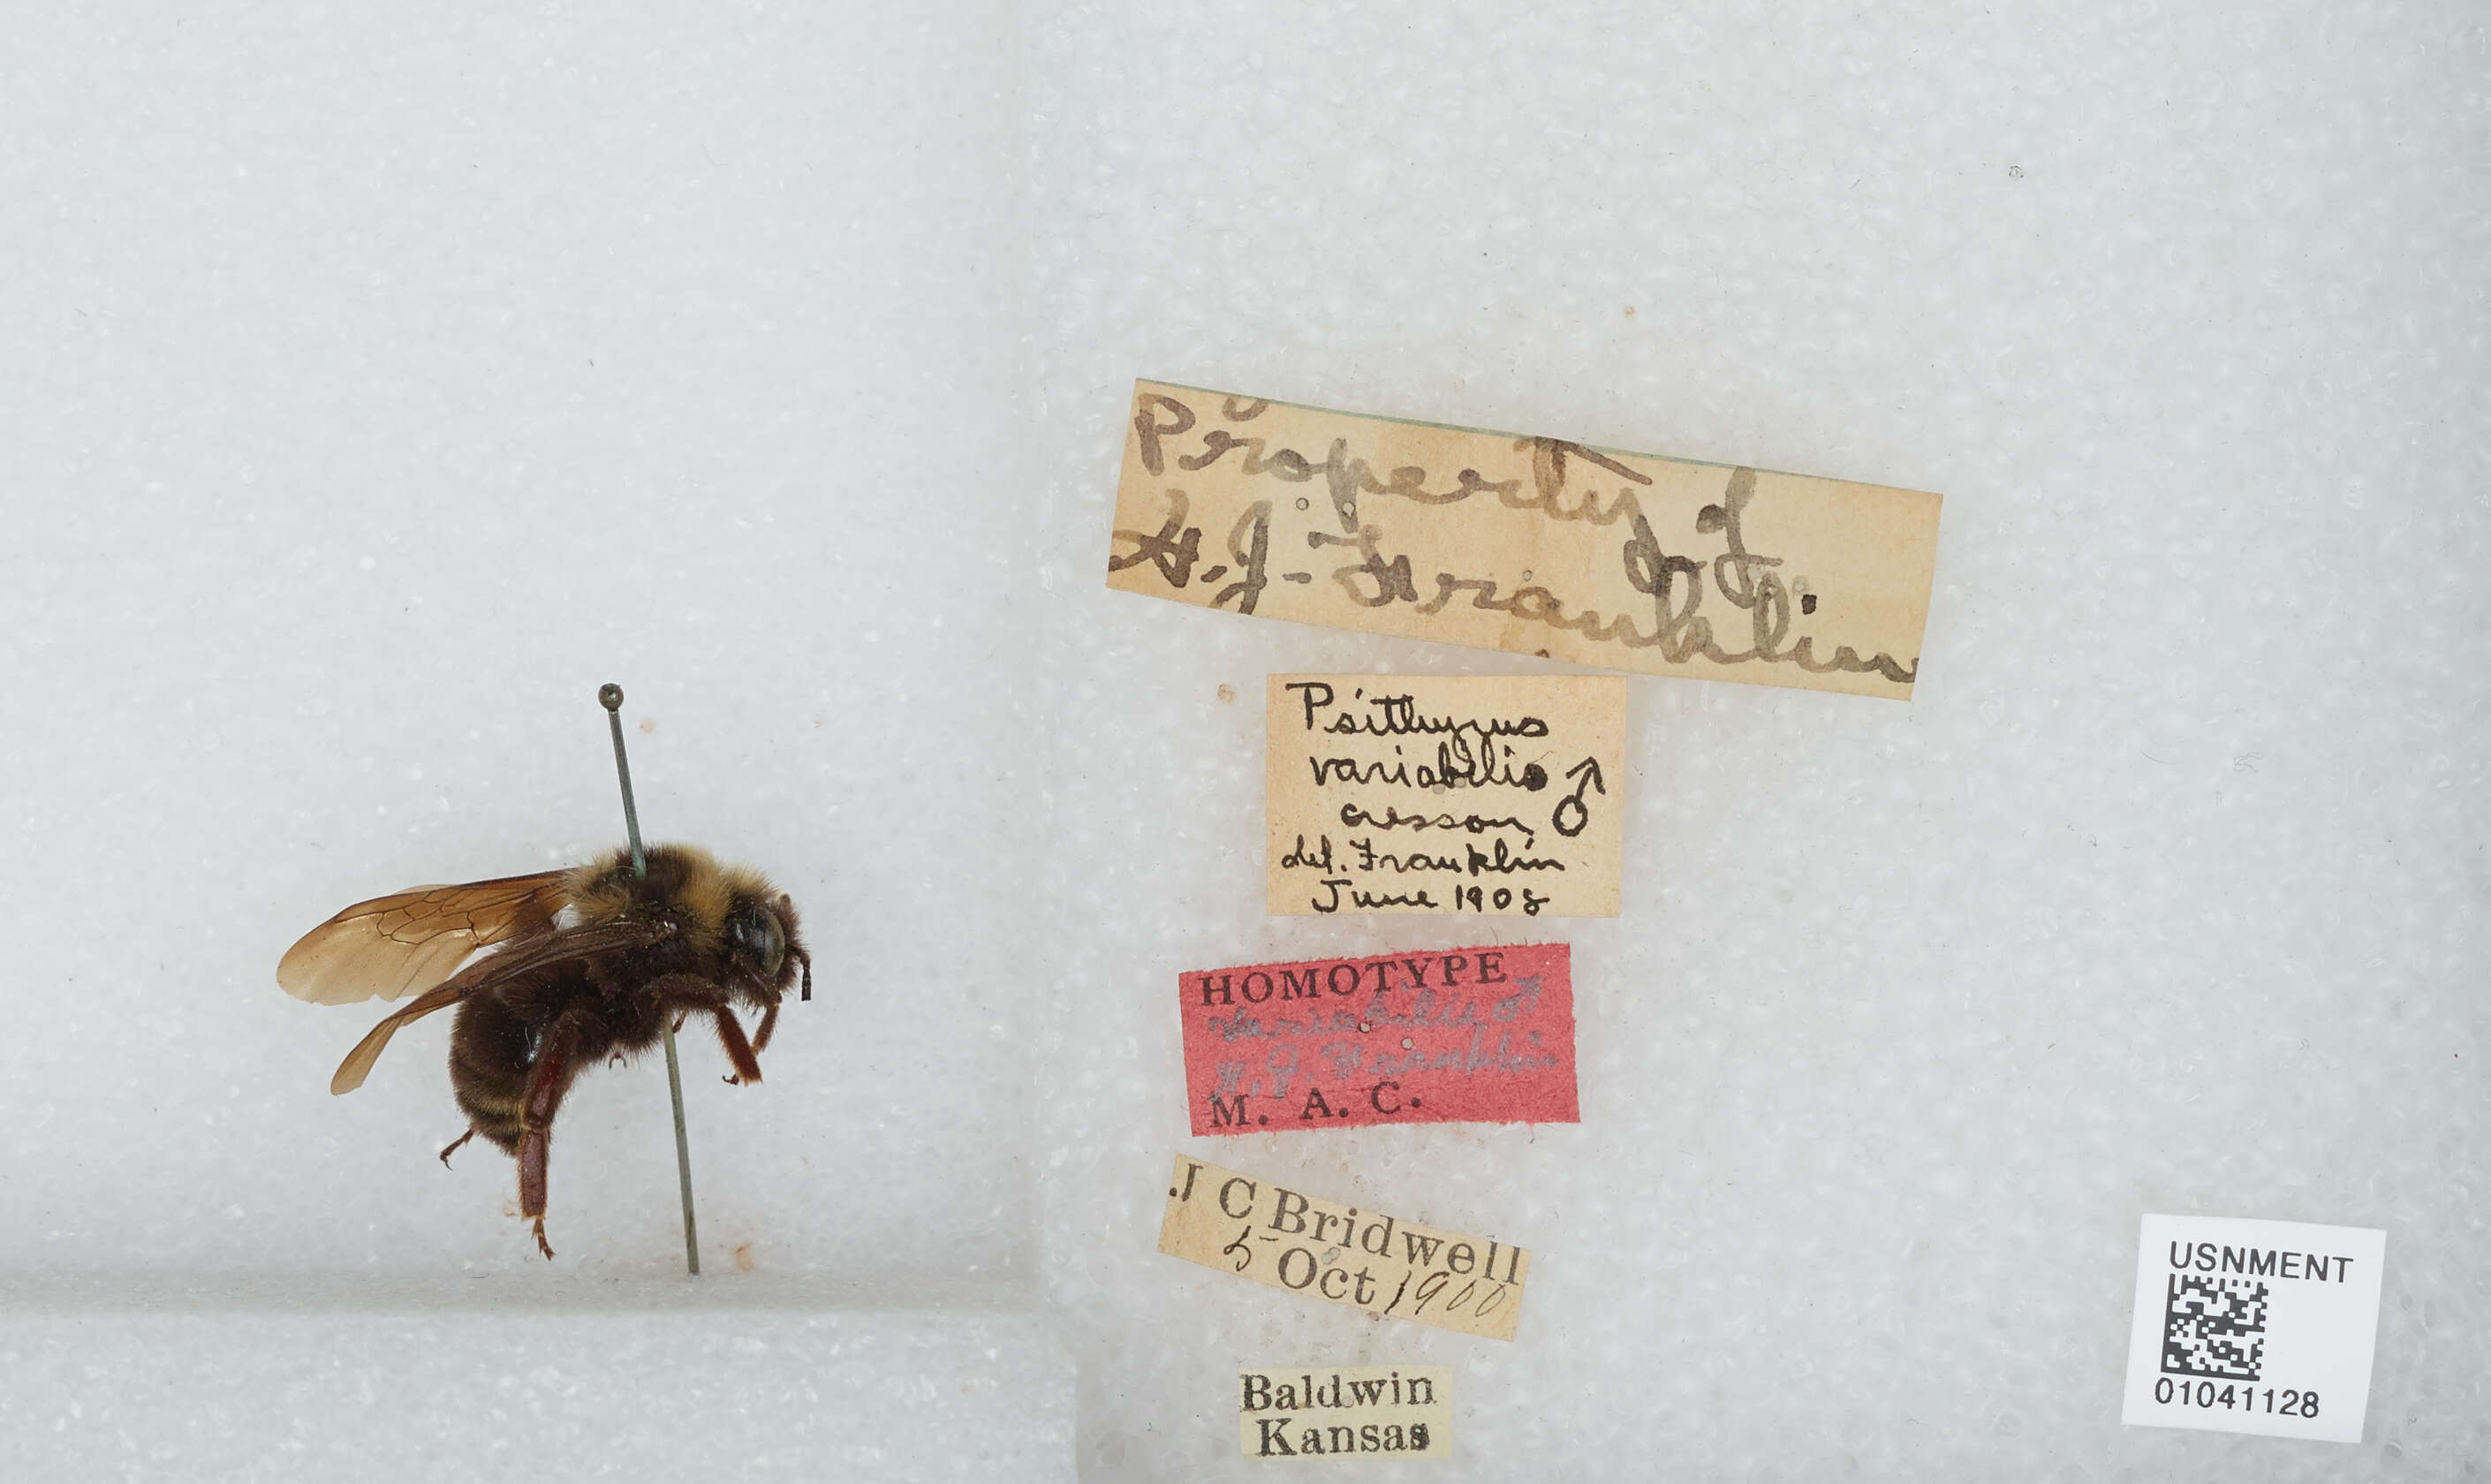 Property of
H. J. Franklin
Psithyrus
variabilis ♂
cresson
det. Franklin
June 1908
HOMOTYPE
variabilis ♂
H. J. Franklin
M. A. C.
J C Bridwell
5 Oct 1900
Baldwin
Kansas
USNMENT
01041128